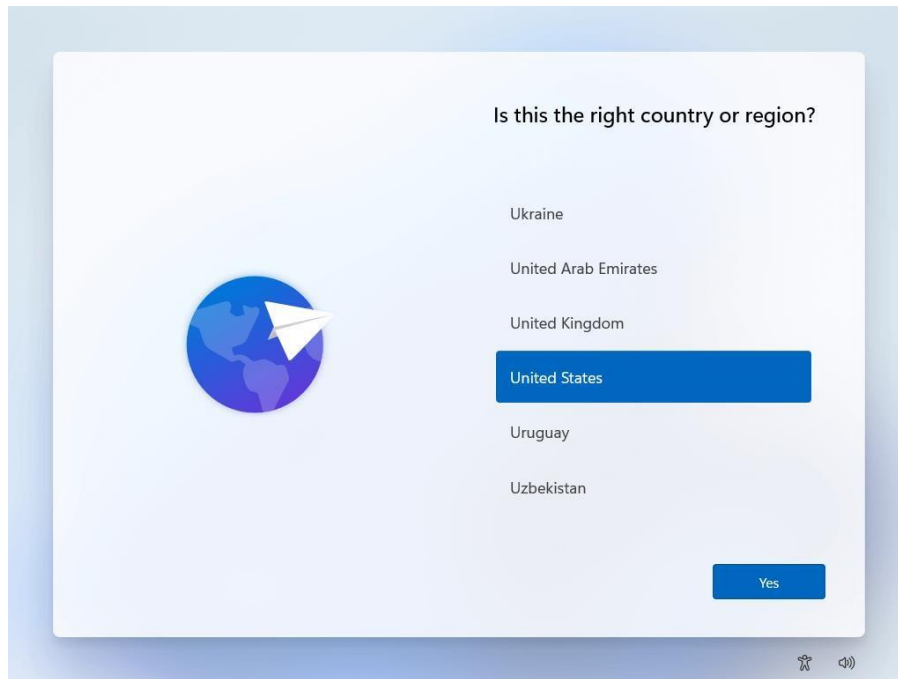 Is this the right country or region?
Ukraine
United Arab Emirates
United Kingdom
United States
Uruguay
Uzbekistan
Yes